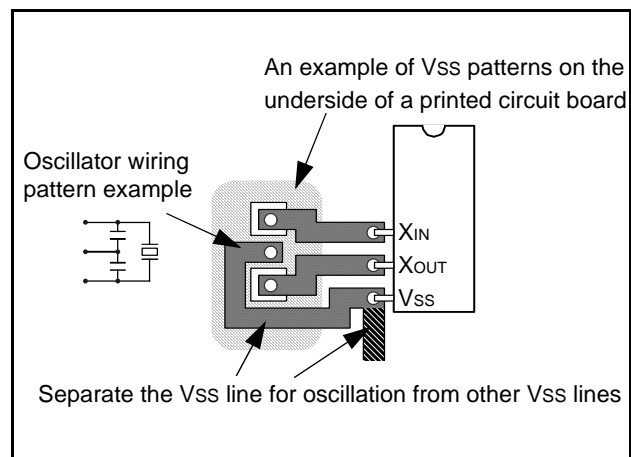 An example of VSS patterns on the
underside of a printed circuit board
Oscillator wiring
pattern example
XIN
XOUT
VSS
Separate the VSS line for oscillation from other VSS lines